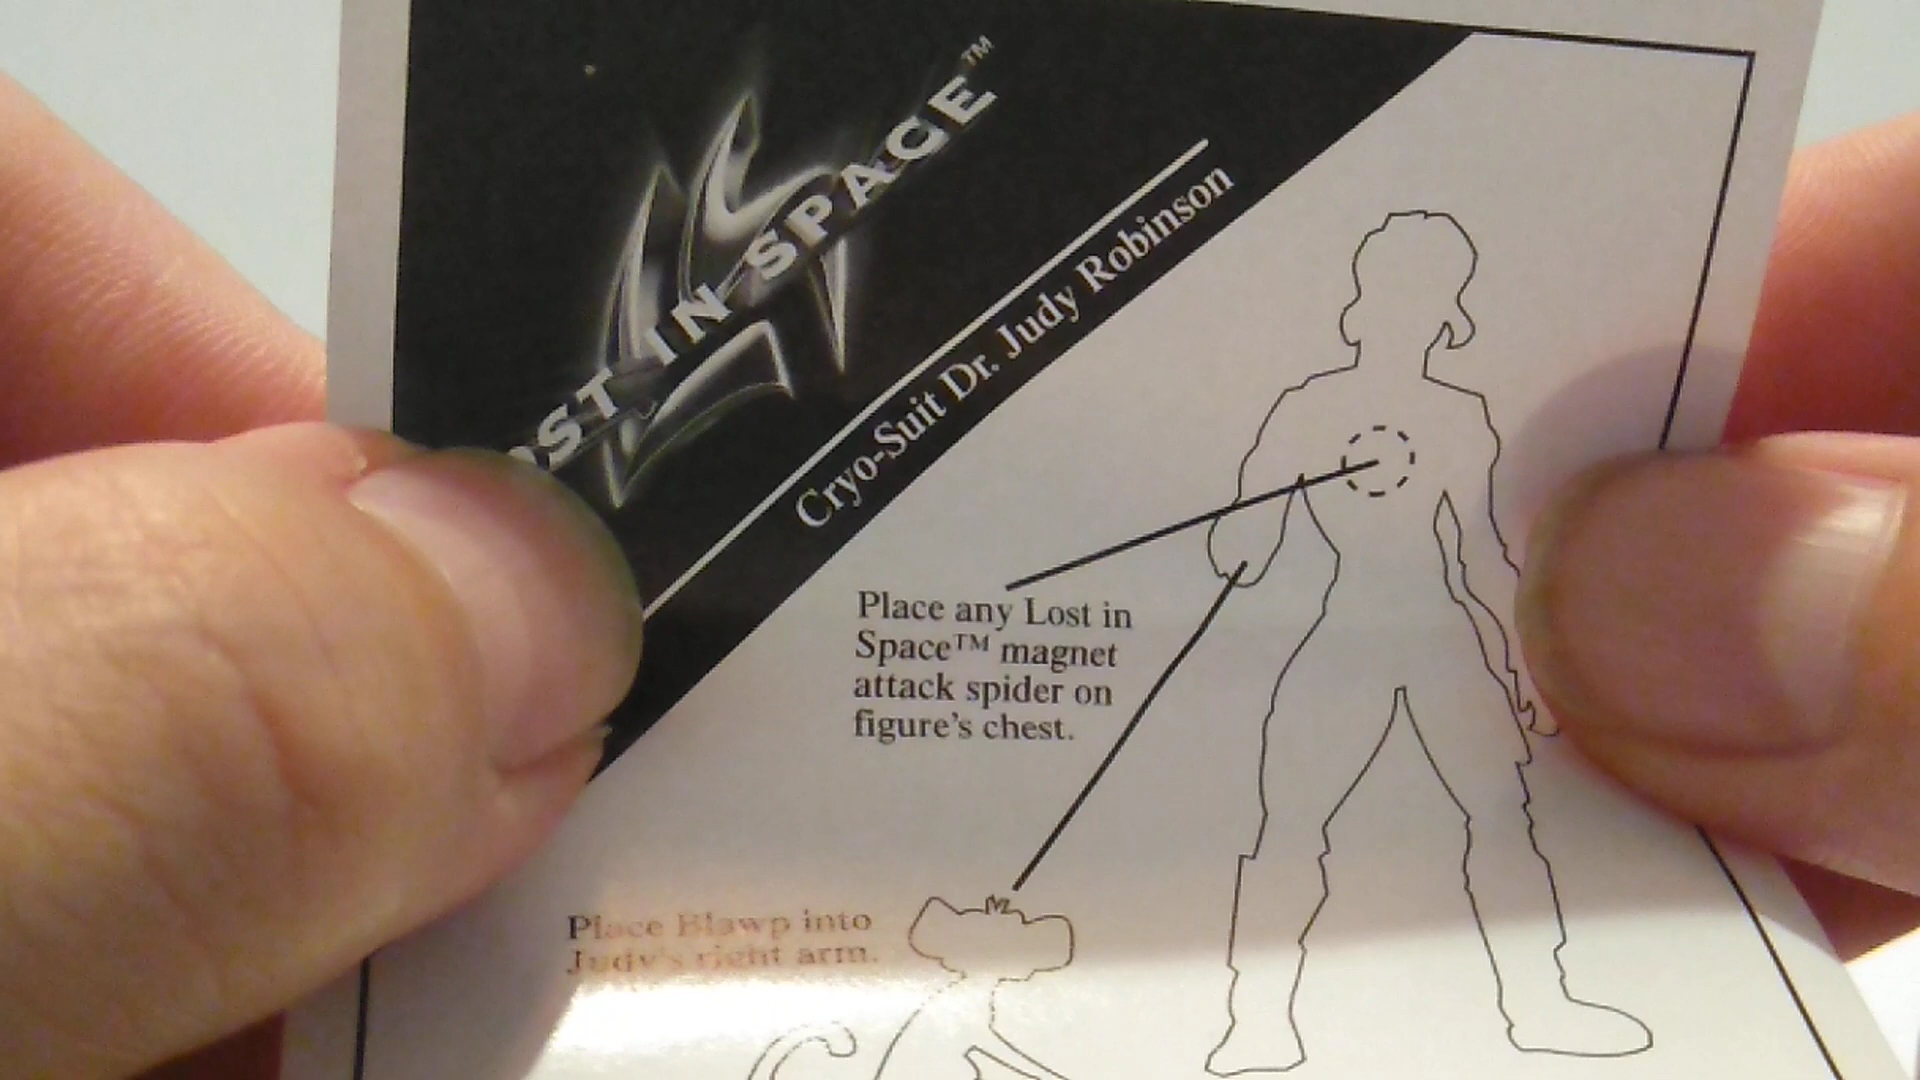 OST IN SPACE™
Cryo-Suit Dr. Judy Robinson
Place any Lost in
Space™ magnet
attack spider on
figure's chest.
Place Blawp into
Judy's right arm.